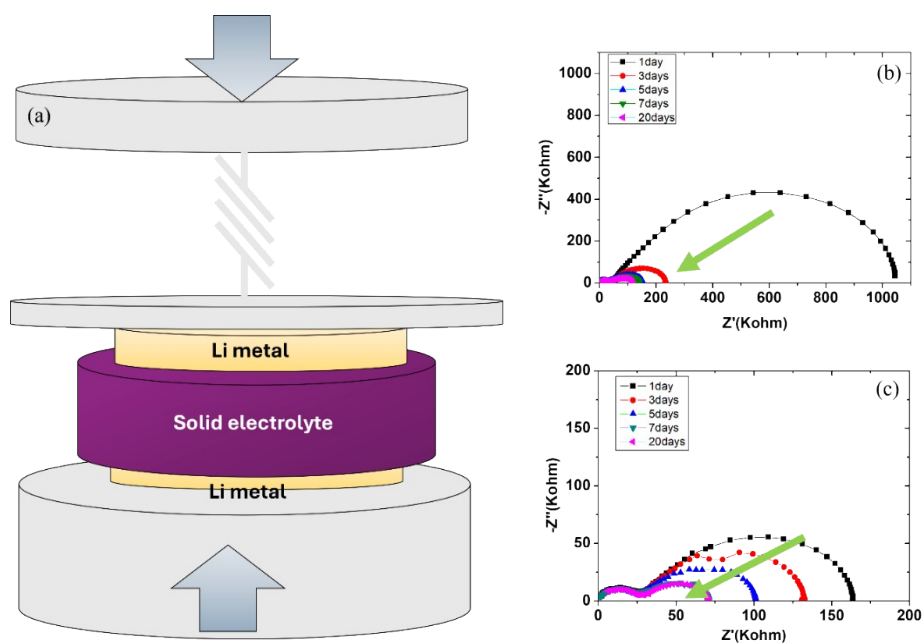 (a)
Li metal
Solid electrolyte
Li metal
(b)
1day
3days
5days
7days
20days
-Z''(Kohm)
1000
800
600
400
200
0
0 200 400 600 800 1000
Z'(Kohm)
(c)
1day
3days
5days
7days
20days
-Z''(Kohm)
200
150
100
50
0
0 50 100 150 200
Z'(Kohm)